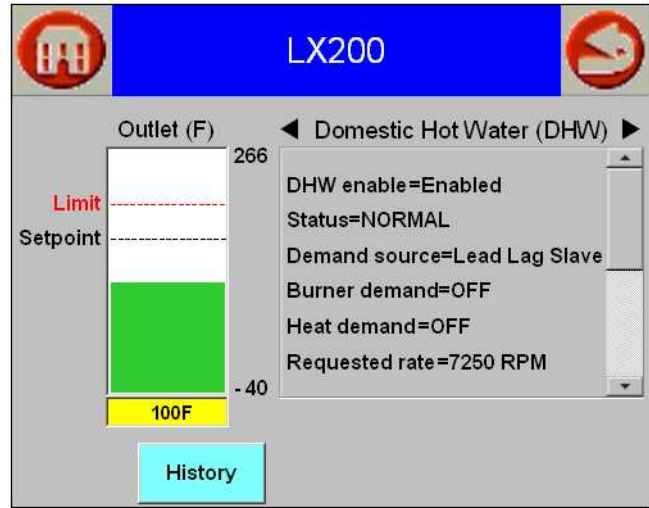 LX200
Outlet (F)
◄ Domestic Hot Water (DHW) ►
266
Limit
Setpoint
-40
100F
DHW enable=Enabled
Status=NORMAL
Demand source=Lead Lag Slave
Burner demand=OFF
Heat demand=OFF
Requested rate=7250 RPM
History